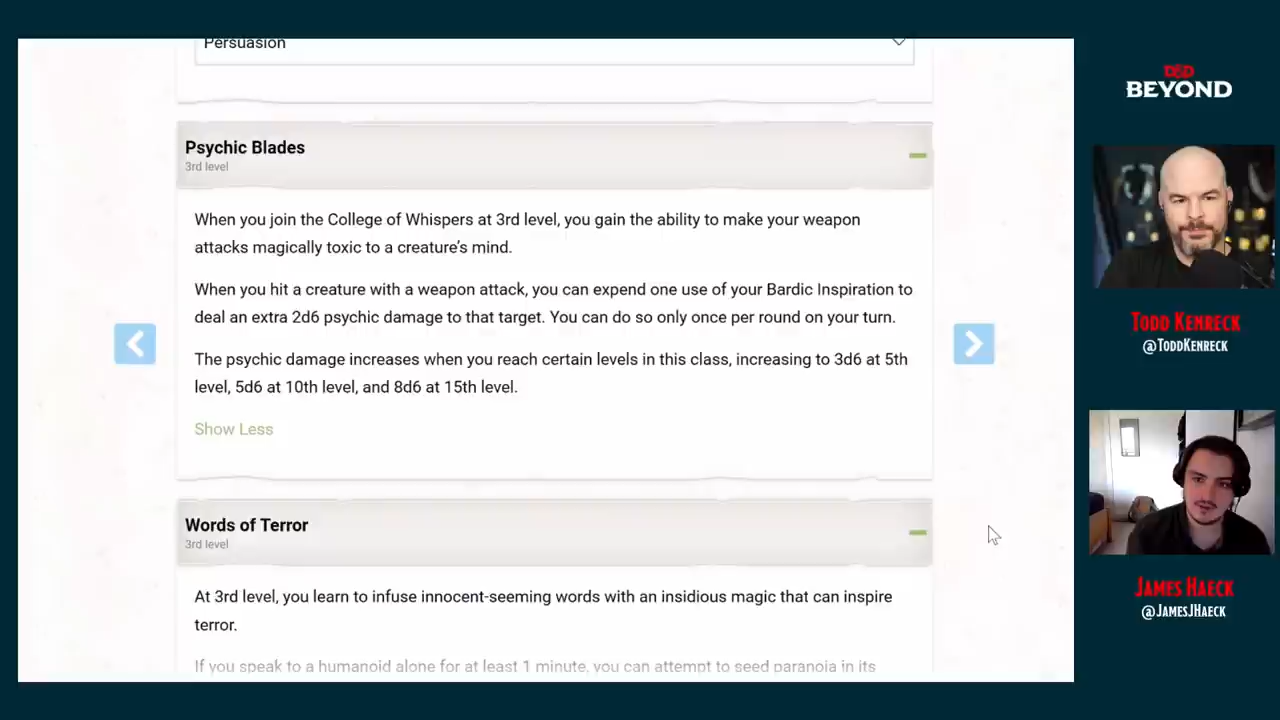 Persuasion
Psychic Blades
3rd level
When you join the College of Whispers at 3rd level, you gain the ability to make your weapon
attacks magically toxic to a creature’s mind.
When you hit a creature with a weapon attack, you can expend one use of your Bardic Inspiration to
deal an extra 2d6 psychic damage to that target. You can do so only once per round on your turn.
The psychic damage increases when you reach certain levels in this class, increasing to 3d6 at 5th
level, 5d6 at 10th level, and 8d6 at 15th level.
Show Less
Words of Terror
3rd level
At 3rd level, you learn to infuse innocent-seeming words with an insidious magic that can inspire
terror.
If you speak to a humanoid alone for at least 1 minute, you can attempt to seed paranoia in its
D&D
BEYOND
Todd Kenreck
@ToddKenreck
James Haeck
@JamesJHaeck